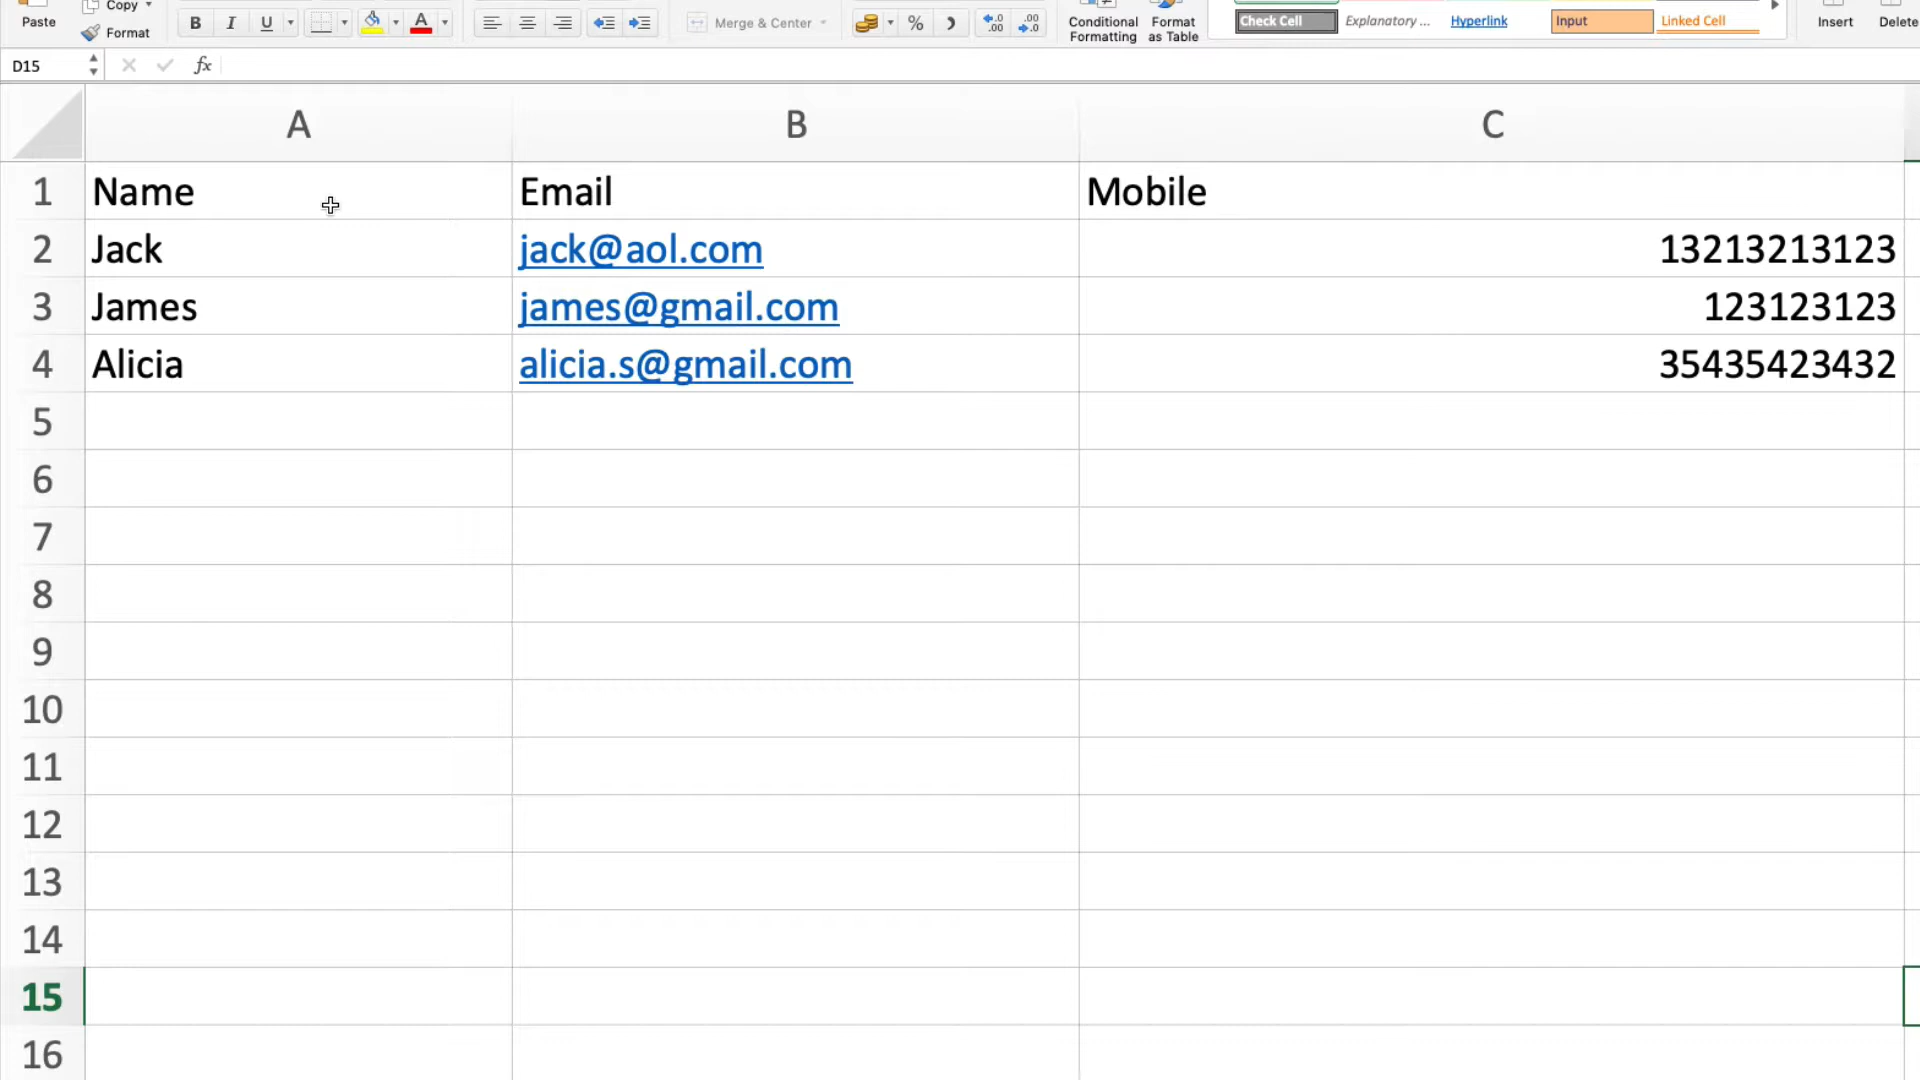 Paste
Copy
Format
B I U
A
Merge & Center
%
Conditional
Formatting
Format
as Table
Check Cell
Explanatory ...
Hyperlink
Input
Linked Cell
Insert
Delete
D15
fx
A B C
1 Name Email Mobile
2 Jack jack@aol.com 13213213123
3 James james@gmail.com 123123123
4 Alicia alicia.s@gmail.com 35435423432
5
6
7
8
9
10
11
12
13
14
15
16